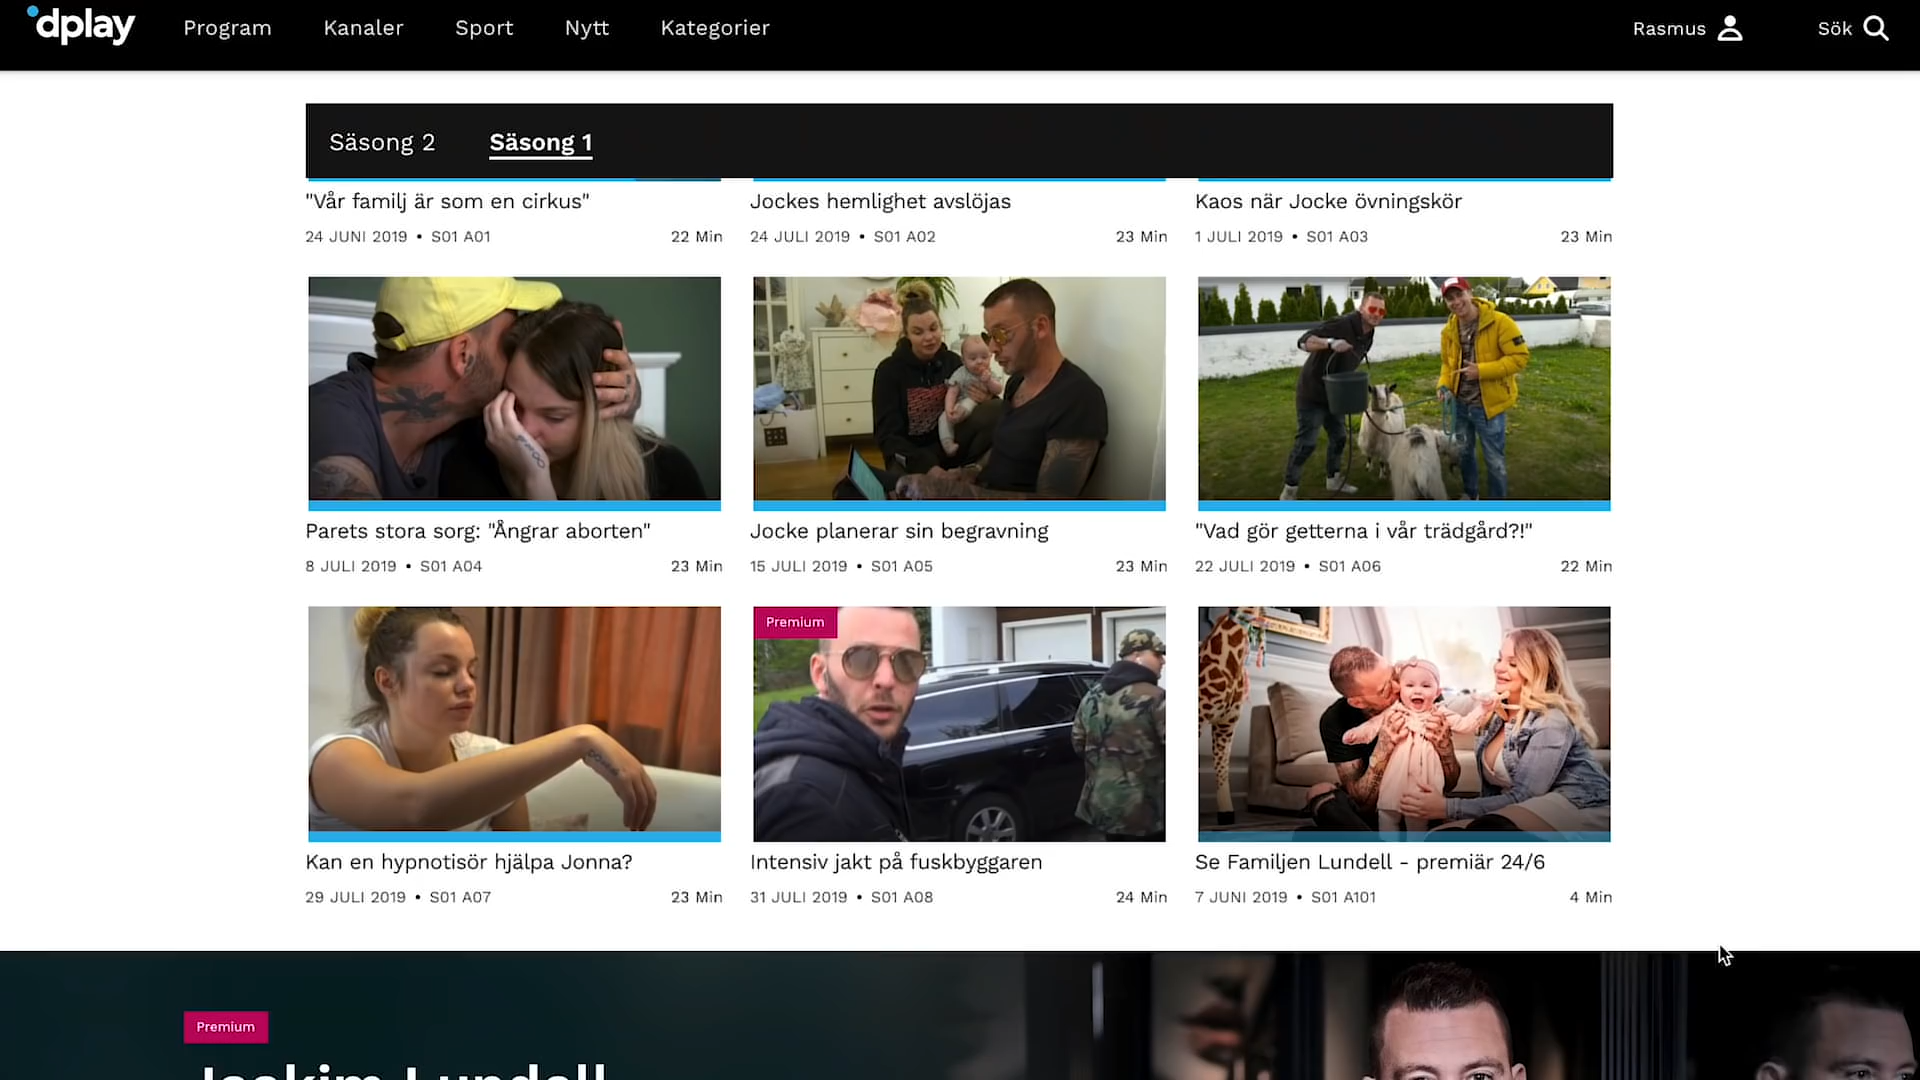 dplay Program Kanaler Sport Nytt Kategorier Rasmus Sök
Säsong 2 Säsong 1
"Vår familj är som en cirkus"
24 JUNI 2019 • S01 A01 22 Min
Jockes hemlighet avslöjas
24 JULI 2019 • S01 A02 23 Min
Kaos när Jocke övningskör
1 JULI 2019 • S01 A03 23 Min
Parets stora sorg: "Ångrar aborten"
8 JULI 2019 • S01 A04 23 Min
Jocke planerar sin begravning
15 JULI 2019 • S01 A05 23 Min
"Vad gör getterna i vår trädgård?!"
22 JULI 2019 • S01 A06 22 Min
Kan en hypnotisör hjälpa Jonna?
29 JULI 2019 • S01 A07 23 Min
Premium
Intensiv jakt på fuskbyggaren
31 JULI 2019 • S01 A08 24 Min
Se Familjen Lundell - premiär 24/6
7 JUNI 2019 • S01 A101 4 Min
Premium
Joakim Lundell